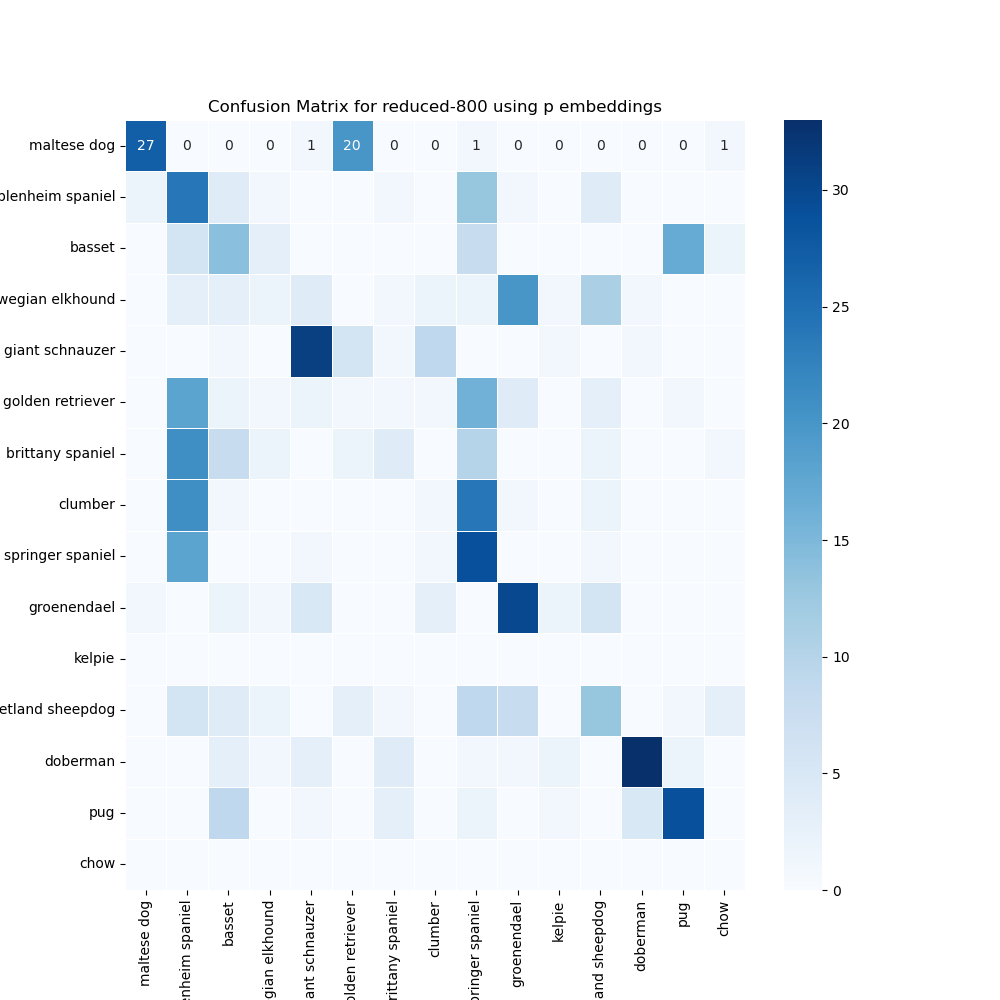 Confusion Matrix for reduced-800 using p embeddings
maltese dog
27 0 0 0 1 20 0 0 1 0 0 0 0 0 1
blenheim spaniel
basset
wegian elkhound
giant schnauzer
golden retriever
brittany spaniel
clumber
springer spaniel
groenendael
kelpie
etland sheepdog
doberman
pug
chow
30
25
20
15
10
5
0
maltese dog
enheim spaniel
basset
gian elkhound
ant schnauzer
olden retriever
rittany spaniel
clumber
pringer spaniel
groenendael
kelpie
and sheepdog
doberman
pug
chow